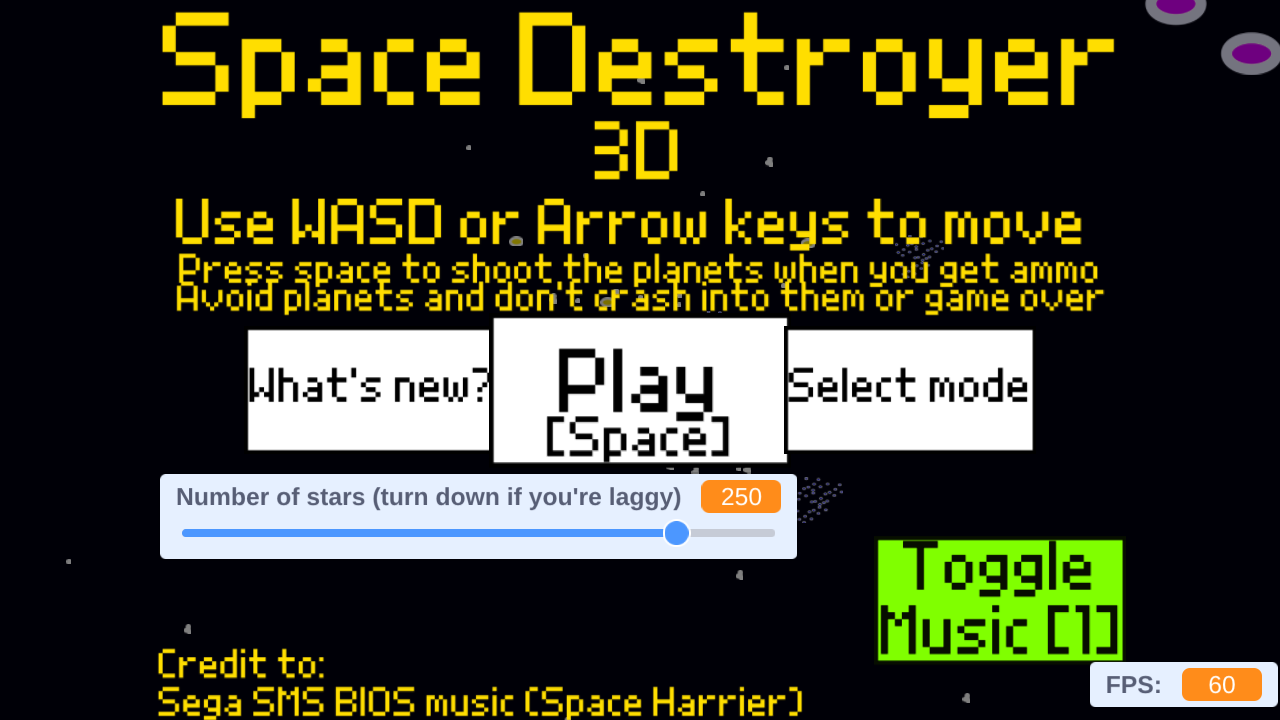 Space Destroyer
3D
Use WASD or Arrow keys to move
Press space to shoot the planets when you get ammo
Avoid planets and don't crash into them or game over
What's new?
Play
[Space]
Select mode
Number of stars (turn down if you're laggy) 250
Toggle
Music [1]
Credit to:
Sega SMS BIOS music (Space Harrier)
FPS: 60